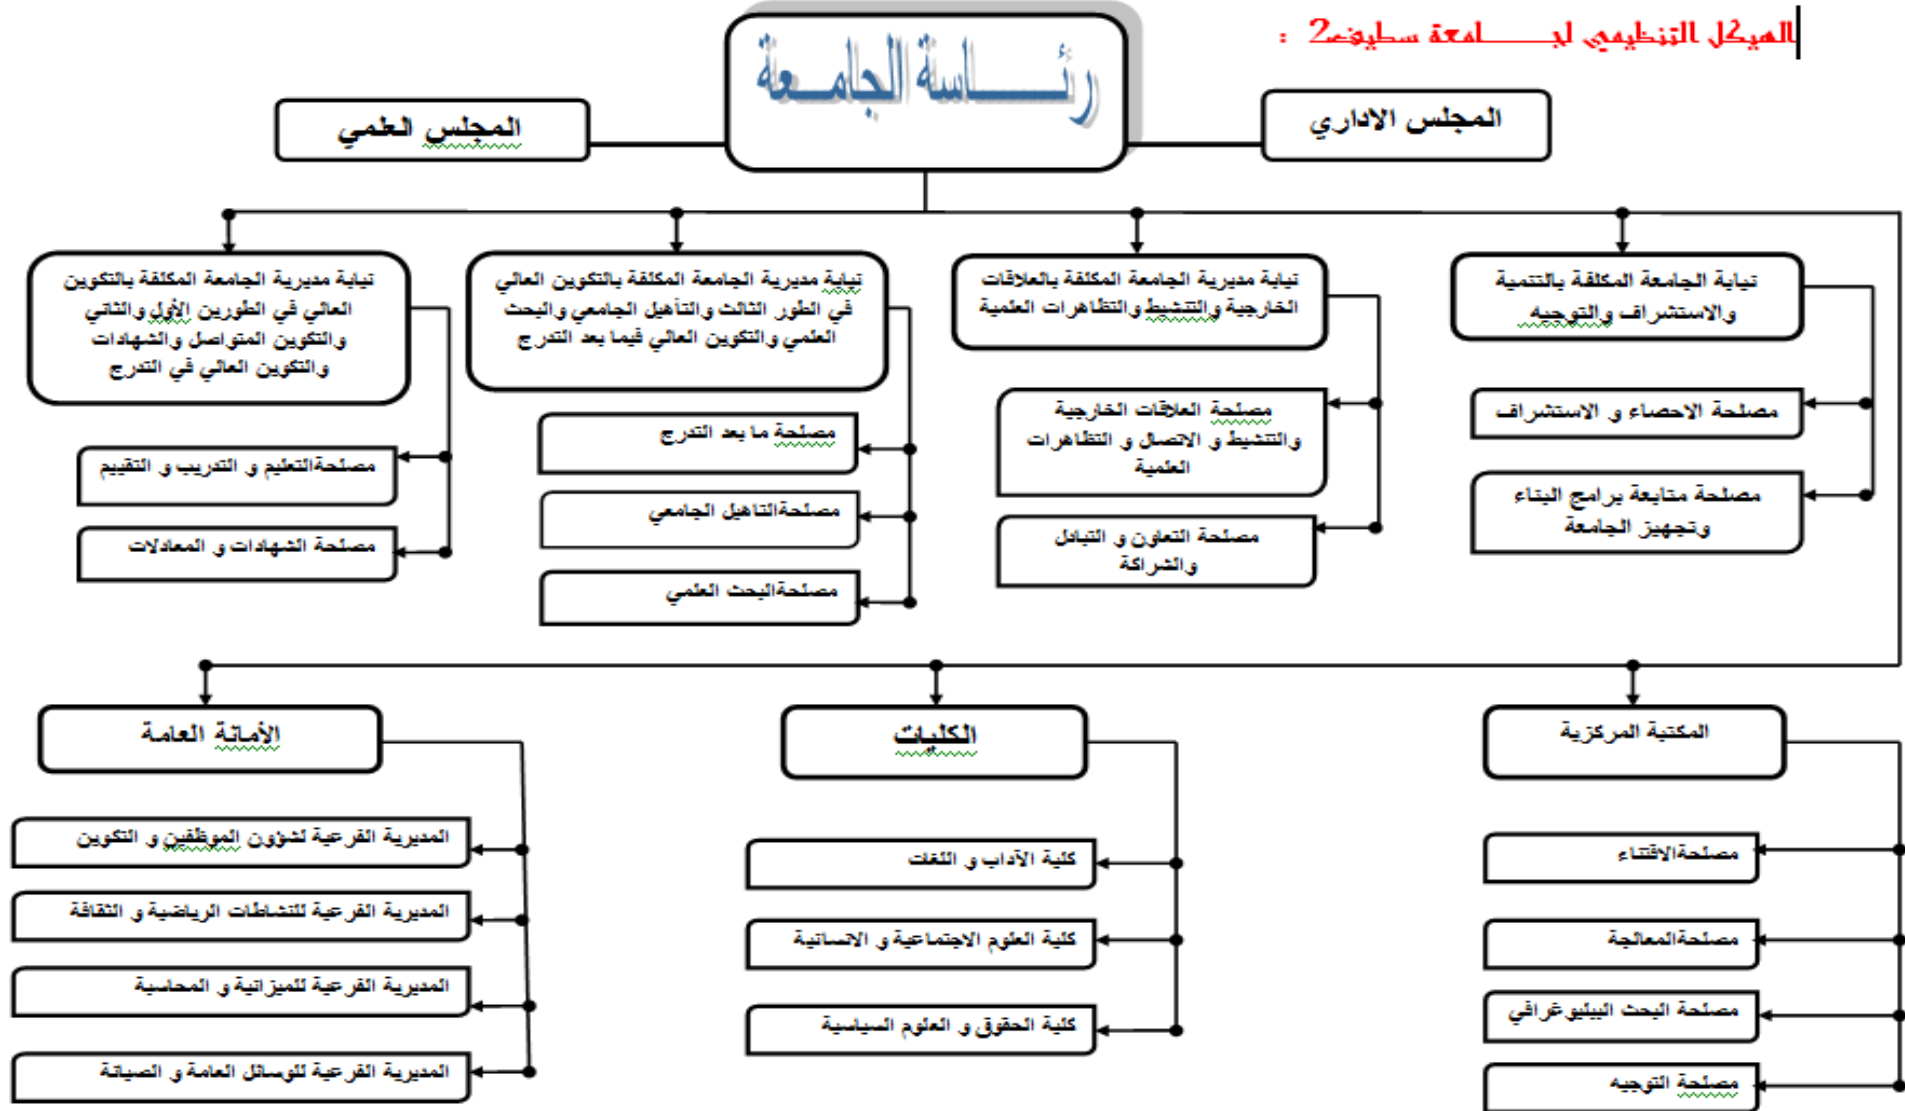 الهيكل التنظيمي لجـــــامعة سطيف2 :
رئـــــاسة الجامـــعة
المجلس الاداري
المجلس العلمي
نيابة الجامعة المكلفة بالتنمية
والاستشراف والتوجيه
مصلحة الاحصاء و الاستشراف
مصلحة متابعة برامج البناء
وتجهيز الجامعة
نيابة مديرية الجامعة المكلفة بالعلاقات
الخارجية والتنشيط والتظاهرات العلمية
مصلحة العلاقات الخارجية
والتنشيط و الاتصال و التظاهرات
العلمية
مصلحة التعاون و التبادل
والشراكة
نيابة مديرية الجامعة المكلفة بالتكوين العالي
في الطور الثالث والتأهيل الجامعي والبحث
العلمي والتكوين العالي فيما بعد التدرج
مصلحة ما بعد التدرج
مصلحةالتاهيل الجامعي
مصلحةالبحث العلمي
نيابة مديرية الجامعة المكلفة بالتكوين
العالي في الطورين الأول والثاني
والتكوين المتواصل والشهادات
والتكوين العالي في التدرج
مصلحةالتعليم و التدريب و التقييم
مصلحة الشهادات و المعادلات
المكتبة المركزية
مصلحةالاقتناء
مصلحةالمعالجة
مصلحة البحث الببليوغرافي
مصلحة التوجيه
الكليات
كلية الآداب و اللغات
كلية العلوم الاجتماعية و الانسانية
كلية الحقوق و العلوم السياسية
الأمانة العامة
المديرية الفرعية لشؤون الموظفين و التكوين
المديرية الفرعية للنشاطات الرياضية و الثقافة
المديرية الفرعية للميزانية و المحاسبة
المديرية الفرعية للوسائل العامة و الصيانة